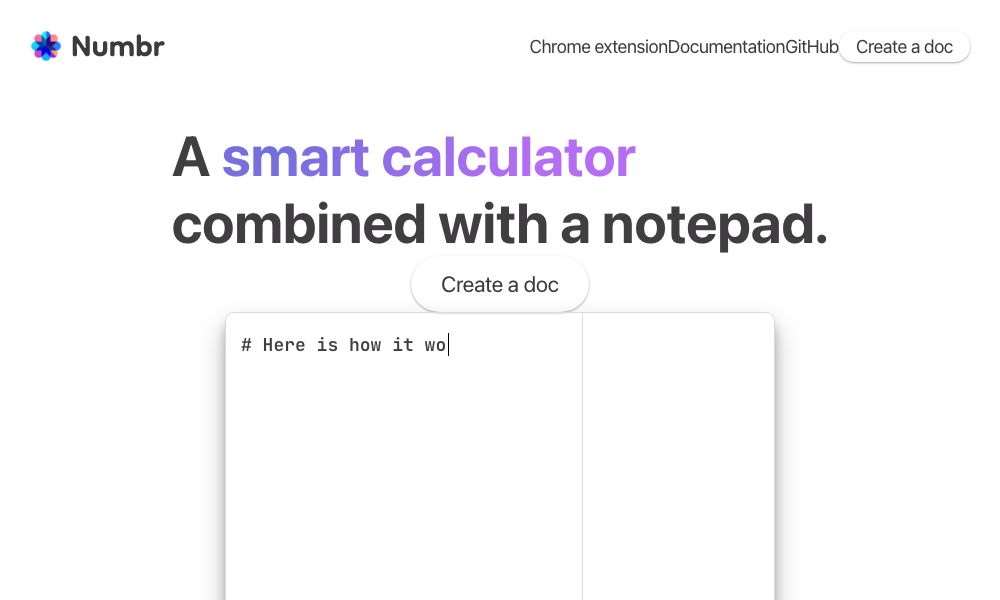 Numbr
Chrome extension
Documentation
GitHub
Create a doc
A smart calculator
combined with a notepad.
Create a doc
# Here is how it wo